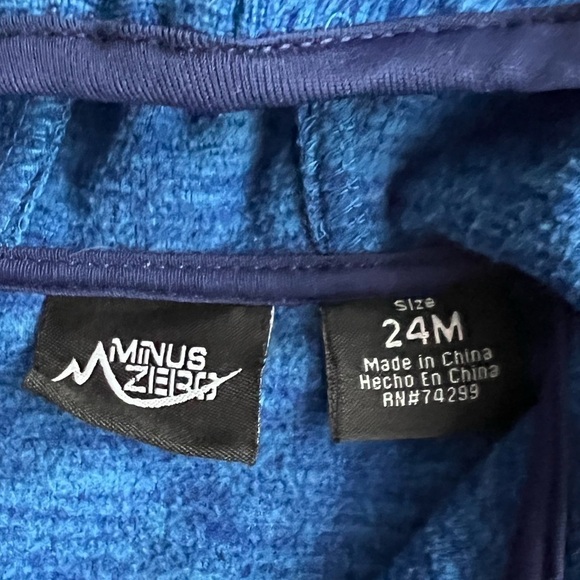 MINUS
ZERO
Size
24M
Made in China
Hecho En China
RN#74299